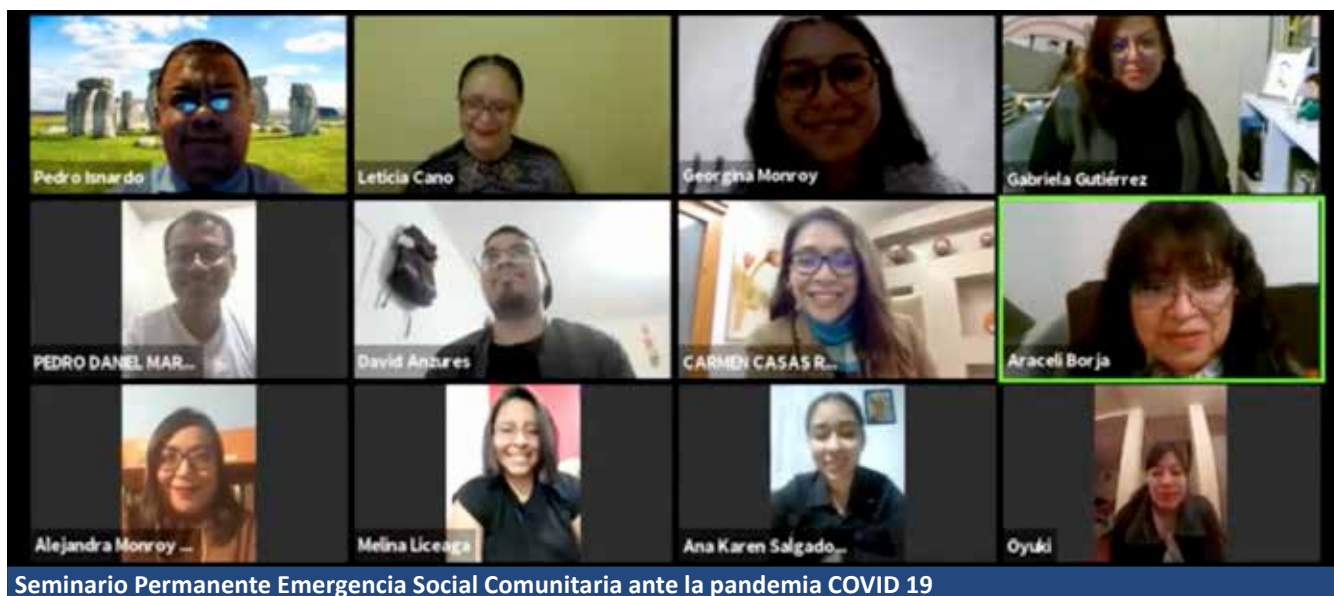 Pedro Isnardo
Leticia Cano
Georgina Monroy
Gabriela Gutiérrez
PEDRO DANIEL MAR...
David Anzures
CARMEN CASAS R...
Araceli Borja
Alejandra Monroy ...
Melina Liceaga
Ana Karen Salgado...
Oyuki
Seminario Permanente Emergencia Social Comunitaria ante la pandemia COVID 19